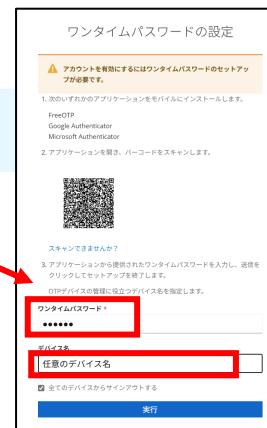 ワンタイムパスワードの設定
アカウントを有効にするにはワンタイムパスワードのセットアッ
プが必要です。
1. 次のいずれかのアプリケーションをモバイルにインストールします。
FreeOTP
Google Authenticator
Microsoft Authenticator
2. アプリケーションを開き、バーコードをスキャンします。
スキャンできませんか？
3. アプリケーションから提供されたワンタイムパスワードを入力し、送信を
クリックしてセットアップを終了します。
OTPデバイスの管理に役立つデバイス名を指定します。
ワンタイムパスワード *
●●●●●●
デバイス名
任意のデバイス名
全てのデバイスからサインアウトする
実行